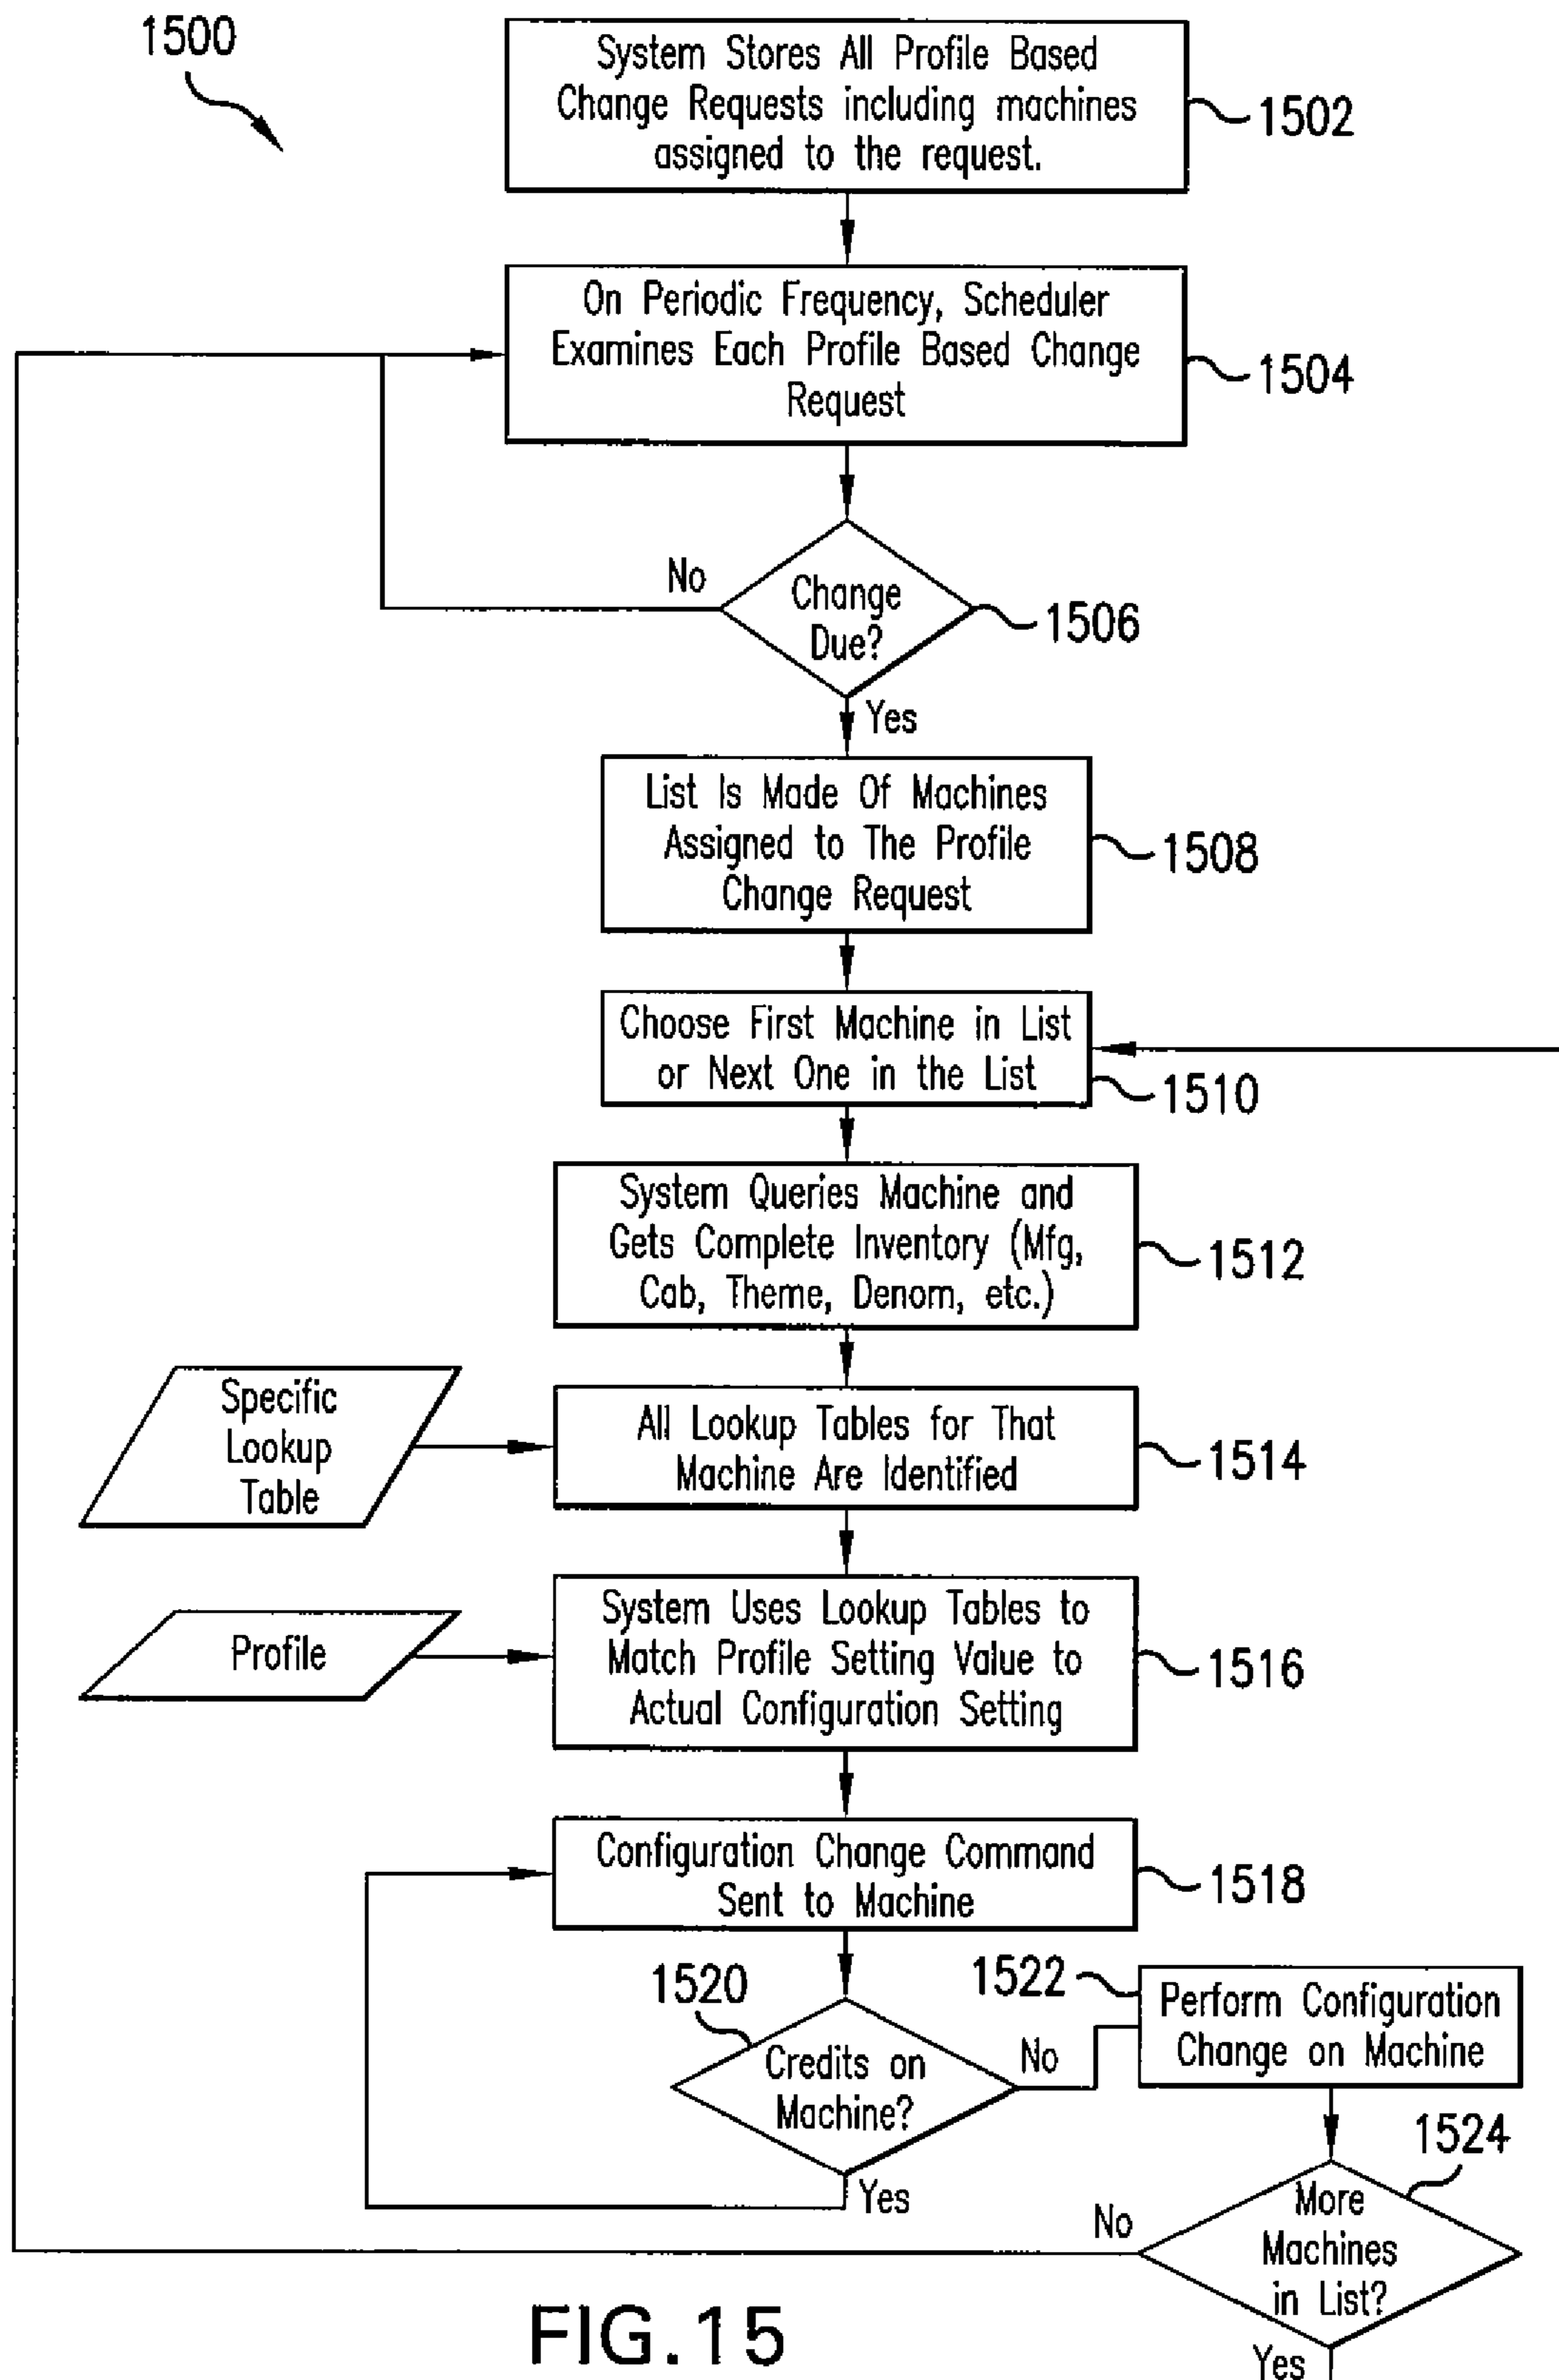 1500
System Stores All Profile Based
Change Requests including machines
assigned to the request.
1502
On Periodic Frequency, Scheduler
Examines Each Profile Based Change
Request
1504
No
Change
Due?
1506
Yes
List Is Made Of Machines
Assigned to The Profile
Change Request
1508
Choose First Machine in List
or Next One in the List
1510
System Queries Machine and
Gets Complete Inventory (Mfg,
Cab, Theme, Denom, etc.)
1512
Specific
Lookup
Table
All Lookup Tables for That
Machine Are Identified
1514
Profile
System Uses Lookup Tables to
Match Profile Setting Value to
Actual Configuration Setting
1516
Configuration Change Command
Sent to Machine
1518
1520
Credits on
Machine?
No
Yes
1522
Perform Configuration
Change on Machine
1524
More
Machines
in List?
No
Yes
FIG.15